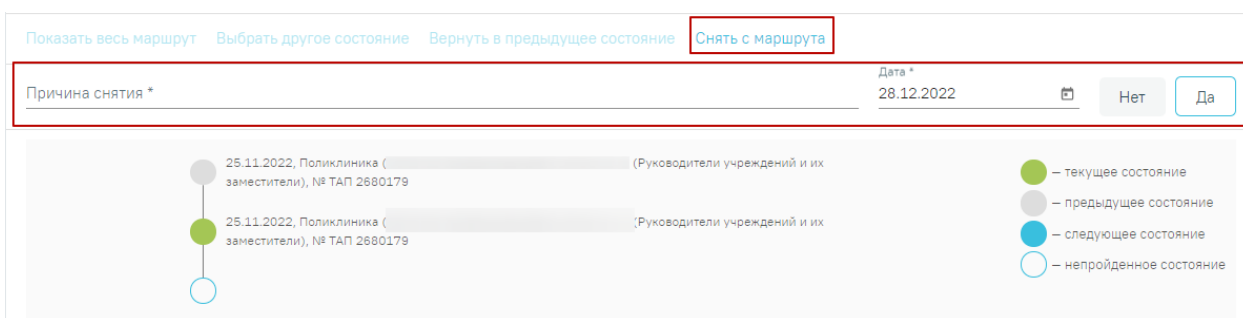 Показать весь маршрут Выбрать другое состояние Вернуть в предыдущее состояние Снять с маршрута
Дата *
Причина снятия * 28.12.2022 Нет Да
25.11.2022, Поликлиника ( (Руководители учреждений и их
заместители), № ТАП 2680179
25.11.2022, Поликлиника ( (Руководители учреждений и их
заместители), № ТАП 2680179
– текущее состояние
– предыдущее состояние
– следующее состояние
– непройденное состояние